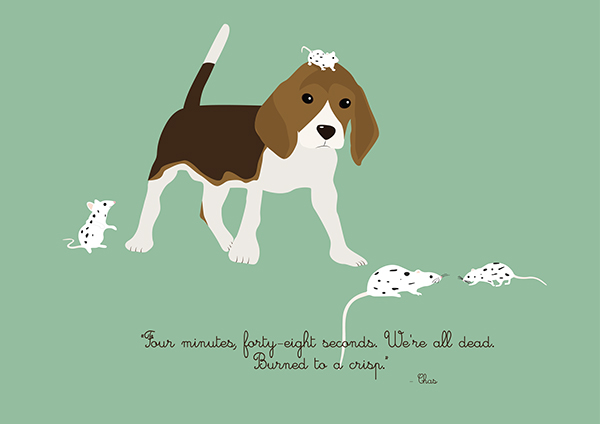 "Four minutes, forty-eight seconds. We're all dead.
Burned to a crisp."
- Chas